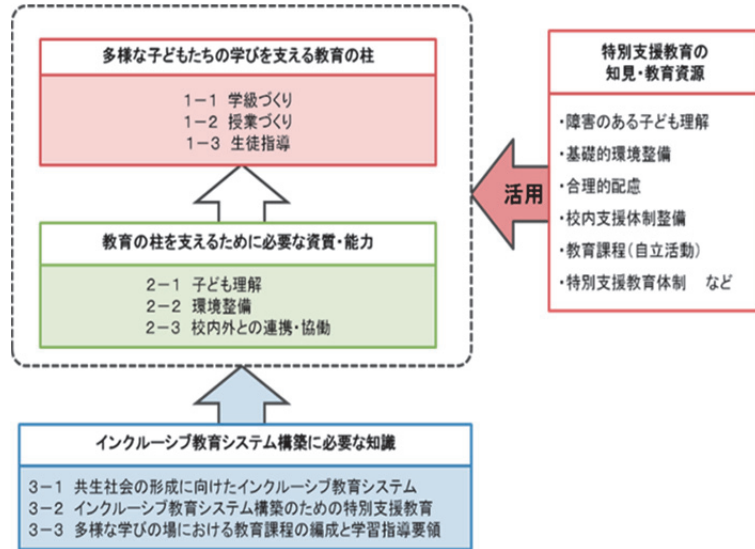 多様な子どもたちの学びを支える教育の柱
1－1 学級づくり
1－2 授業づくり
1－3 生徒指導
教育の柱を支えるために必要な資質・能力
2－1 子ども理解
2－2 環境整備
2－3 校内外との連携・協働
インクルーシブ教育システム構築に必要な知識
3－1 共生社会の形成に向けたインクルーシブ教育システム
3－2 インクルーシブ教育システム構築のための特別支援教育
3－3 多様な学びの場における教育課程の編成と学習指導要領
活用
特別支援教育の
知見・教育資源
・障害のある子ども理解
・基礎的環境整備
・合理的配慮
・校内支援体制整備
・教育課程（自立活動）
・特別支援教育体制　など